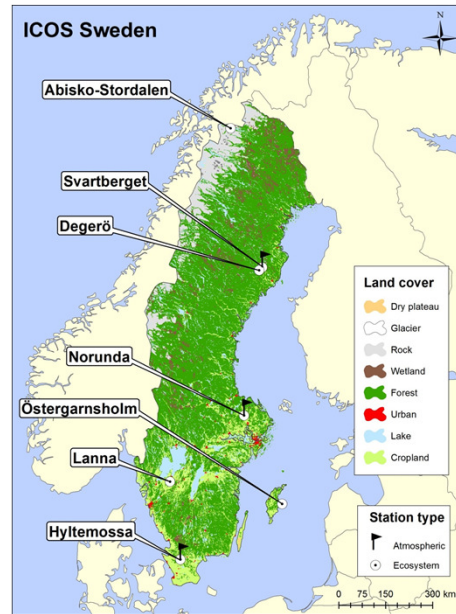 ICOS Sweden
N
Abisko-Stordalen
Svartberget
Degerö
Norunda
Östergarnsholm
Lanna
Hyltemossa
Land cover
Dry plateau
Glacier
Rock
Wetland
Forest
Urban
Lake
Cropland
Station type
Atmospheric
Ecosystem
0 75 150 300 km